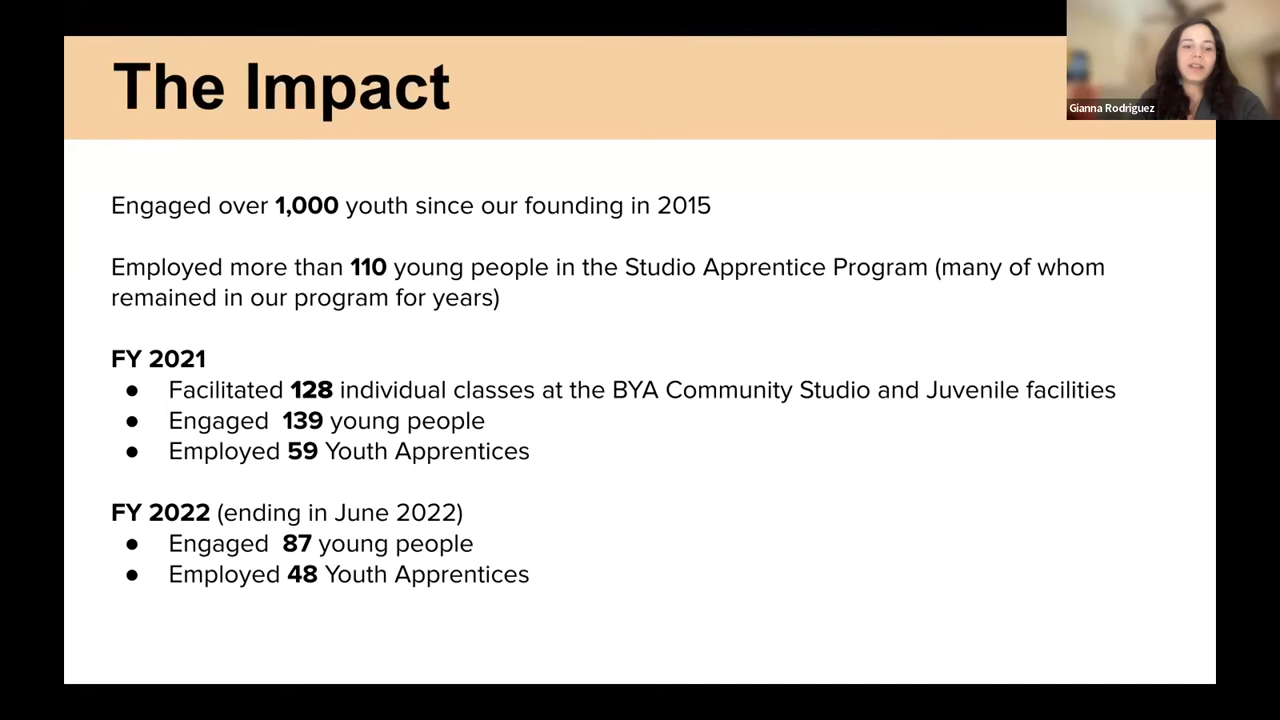 The Impact
Gianna Rodriguez
Engaged over 1,000 youth since our founding in 2015
Employed more than 110 young people in the Studio Apprentice Program (many of whom
remained in our program for years)
FY 2021
● Facilitated 128 individual classes at the BYA Community Studio and Juvenile facilities
● Engaged 139 young people
● Employed 59 Youth Apprentices
FY 2022 (ending in June 2022)
● Engaged 87 young people
● Employed 48 Youth Apprentices